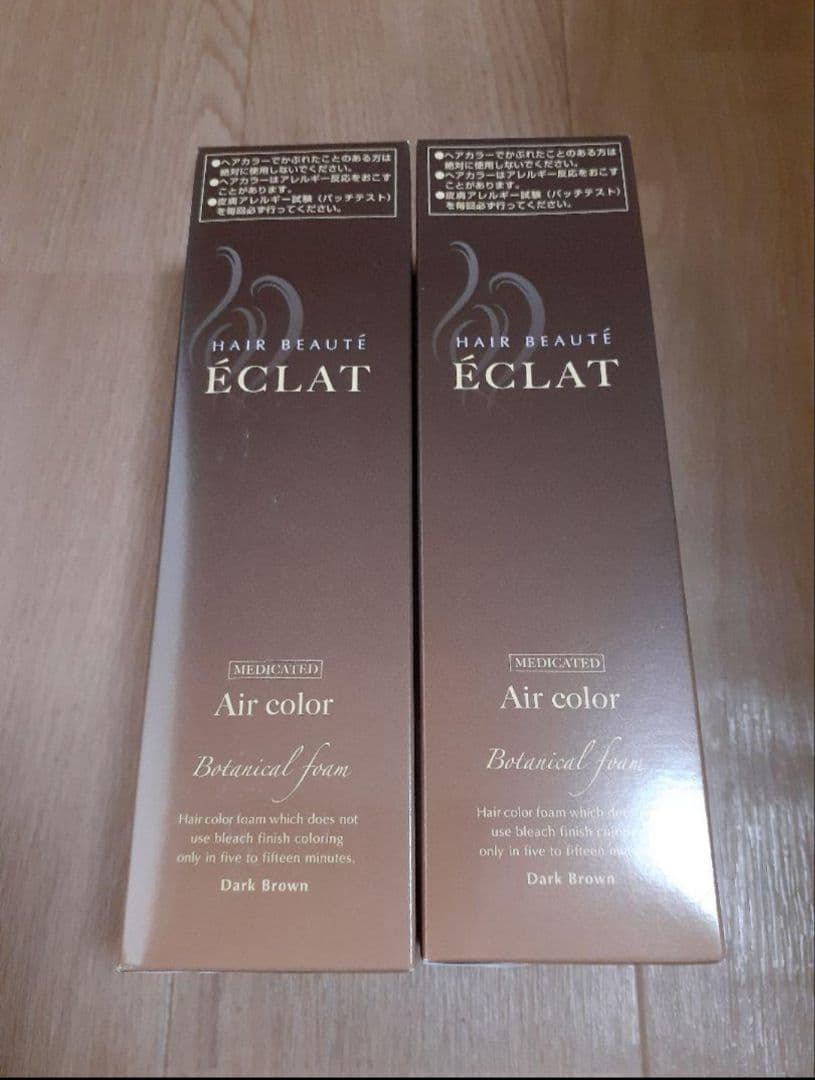 ●ヘアカラーでかぶれたことのある方は
絶対に使用しないでください。
●ヘアカラーはアレルギー反応をおこす
ことがあります。
●皮膚アレルギー試験(パッチテスト)
を毎回必ず行ってください。
HAIR BEAUTÉ
ÉCLAT
MEDICATED
Air color
Botanical foam
Hair color foam which does not
use bleach finish coloring
only in five to fifteen minutes.
Dark Brown
●ヘアカラーでかぶれたことのある方は
絶対に使用しないでください。
●ヘアカラーはアレルギー反応をおこす
ことがあります。
●皮膚アレルギー試験(パッチテスト)
を毎回必ず行ってください。
HAIR BEAUTÉ
ÉCLAT
MEDICATED
Air color
Botanical foam
Hair color foam which does
use bleach finish
only in five to fifteen
Dark Brown